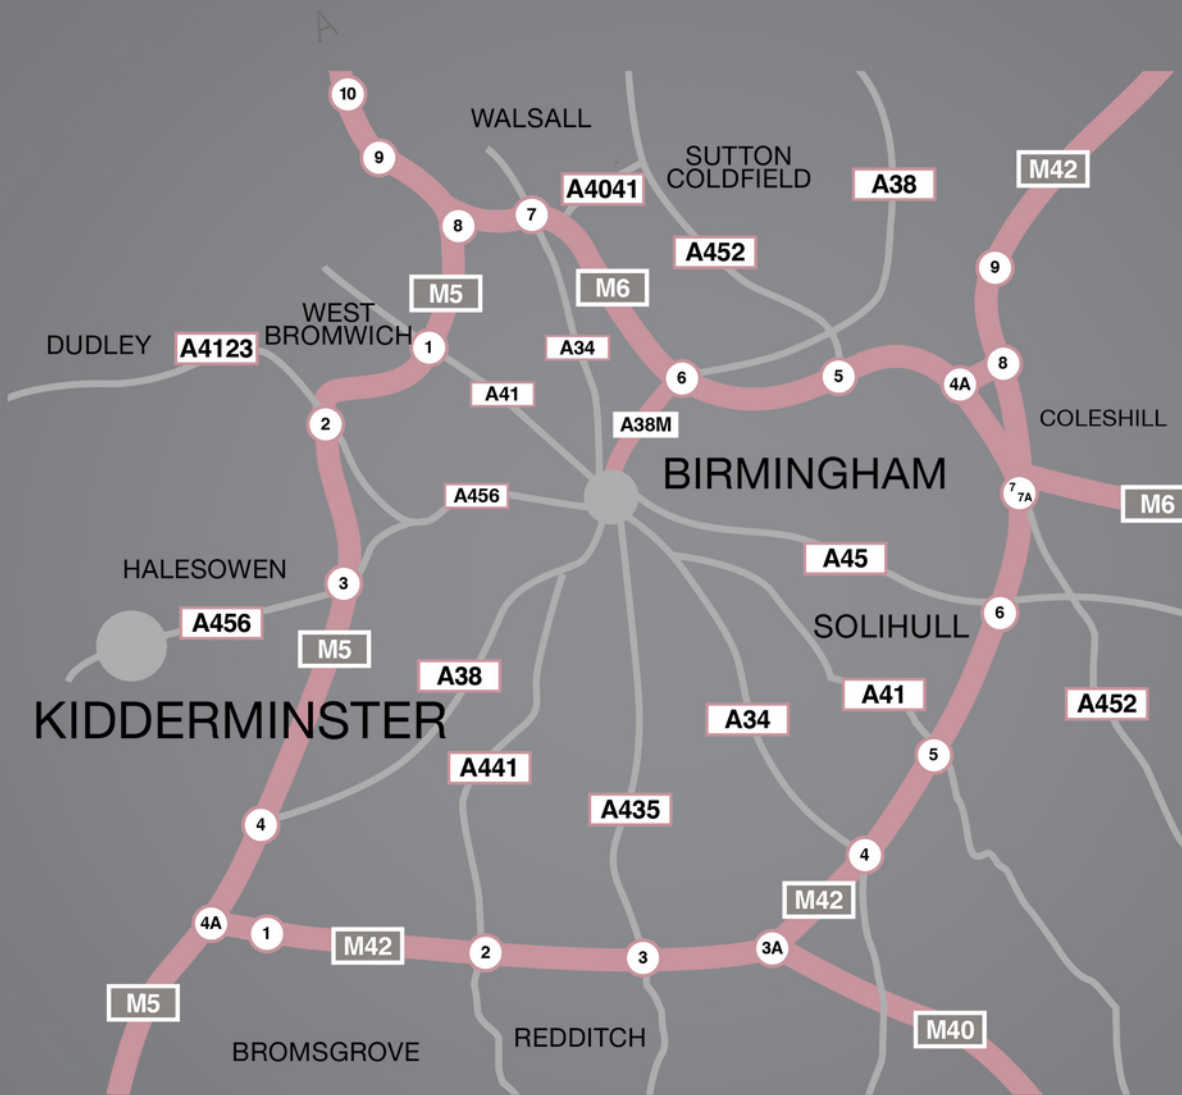 A
10
WALSALL
9
SUTTON
COLDFIELD
M42
A4041
A38
8
7
A452
9
M5
M6
WEST
BROMWICH
DUDLEY
A4123
1
A34
8
6
5
4A
A41
2
A38M
COLESHILL
BIRMINGHAM
A456
7
7A
M6
A45
HALESOWEN
3
A456
6
SOLIHULL
M5
A38
A41
A452
KIDDERMINSTER
A34
5
A441
A435
4
4
M42
4A
1
M42
2
3
3A
M5
M40
REDDITCH
BROMSGROVE